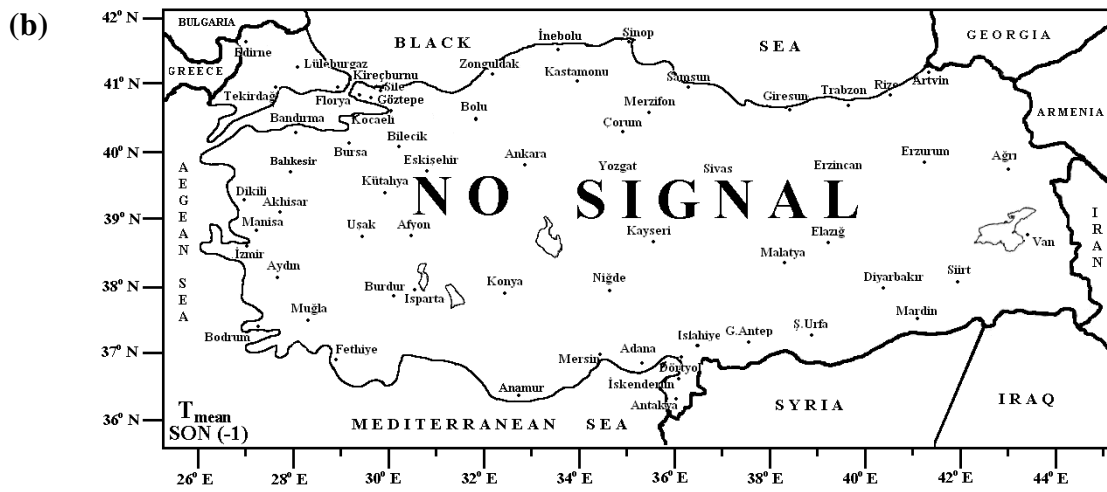 (b)
42° N
41° N
40° N
39° N
38° N
37° N
36° N
BULGARIA
GREECE
BLACK SEA
GEORGIA
ARMENIA
IRAN
IRAQ
SYRIA
MEDITERRANEAN SEA
AEGEAN SEA
Edirne
Lüleburgaz
Kireçburnu
Şile
Tekirdağ
Florya
Göztepe
Kocaeli
Bandırma
Bursa
Bilecik
Zonguldak
Bolu
İnebolu
Kastamonu
Sinop
Samsun
Merzifon
Çorum
Giresun
Trabzon
Rize
Artvin
Balıkesir
Eskişehir
Ankara
Yozgat
Sivas
Erzincan
Erzurum
Ağrı
Kütahya
NO SIGNAL
Dikili
Akhisar
Manisa
Uşak
Afyon
Kayseri
Elazığ
Malatya
Van
İzmir
Aydın
Burdur
Isparta
Konya
Niğde
Diyarbakır
Siirt
Mardin
Muğla
Bodrum
Fethiye
Mersin
Adana
Islahiye
G.Antep
Ş.Urfa
Dörtyol
İskenderun
Antakya
Anamur
Tmean
SON (-1)
26° E
28° E
30° E
32° E
34° E
36° E
38° E
40° E
42° E
44° E